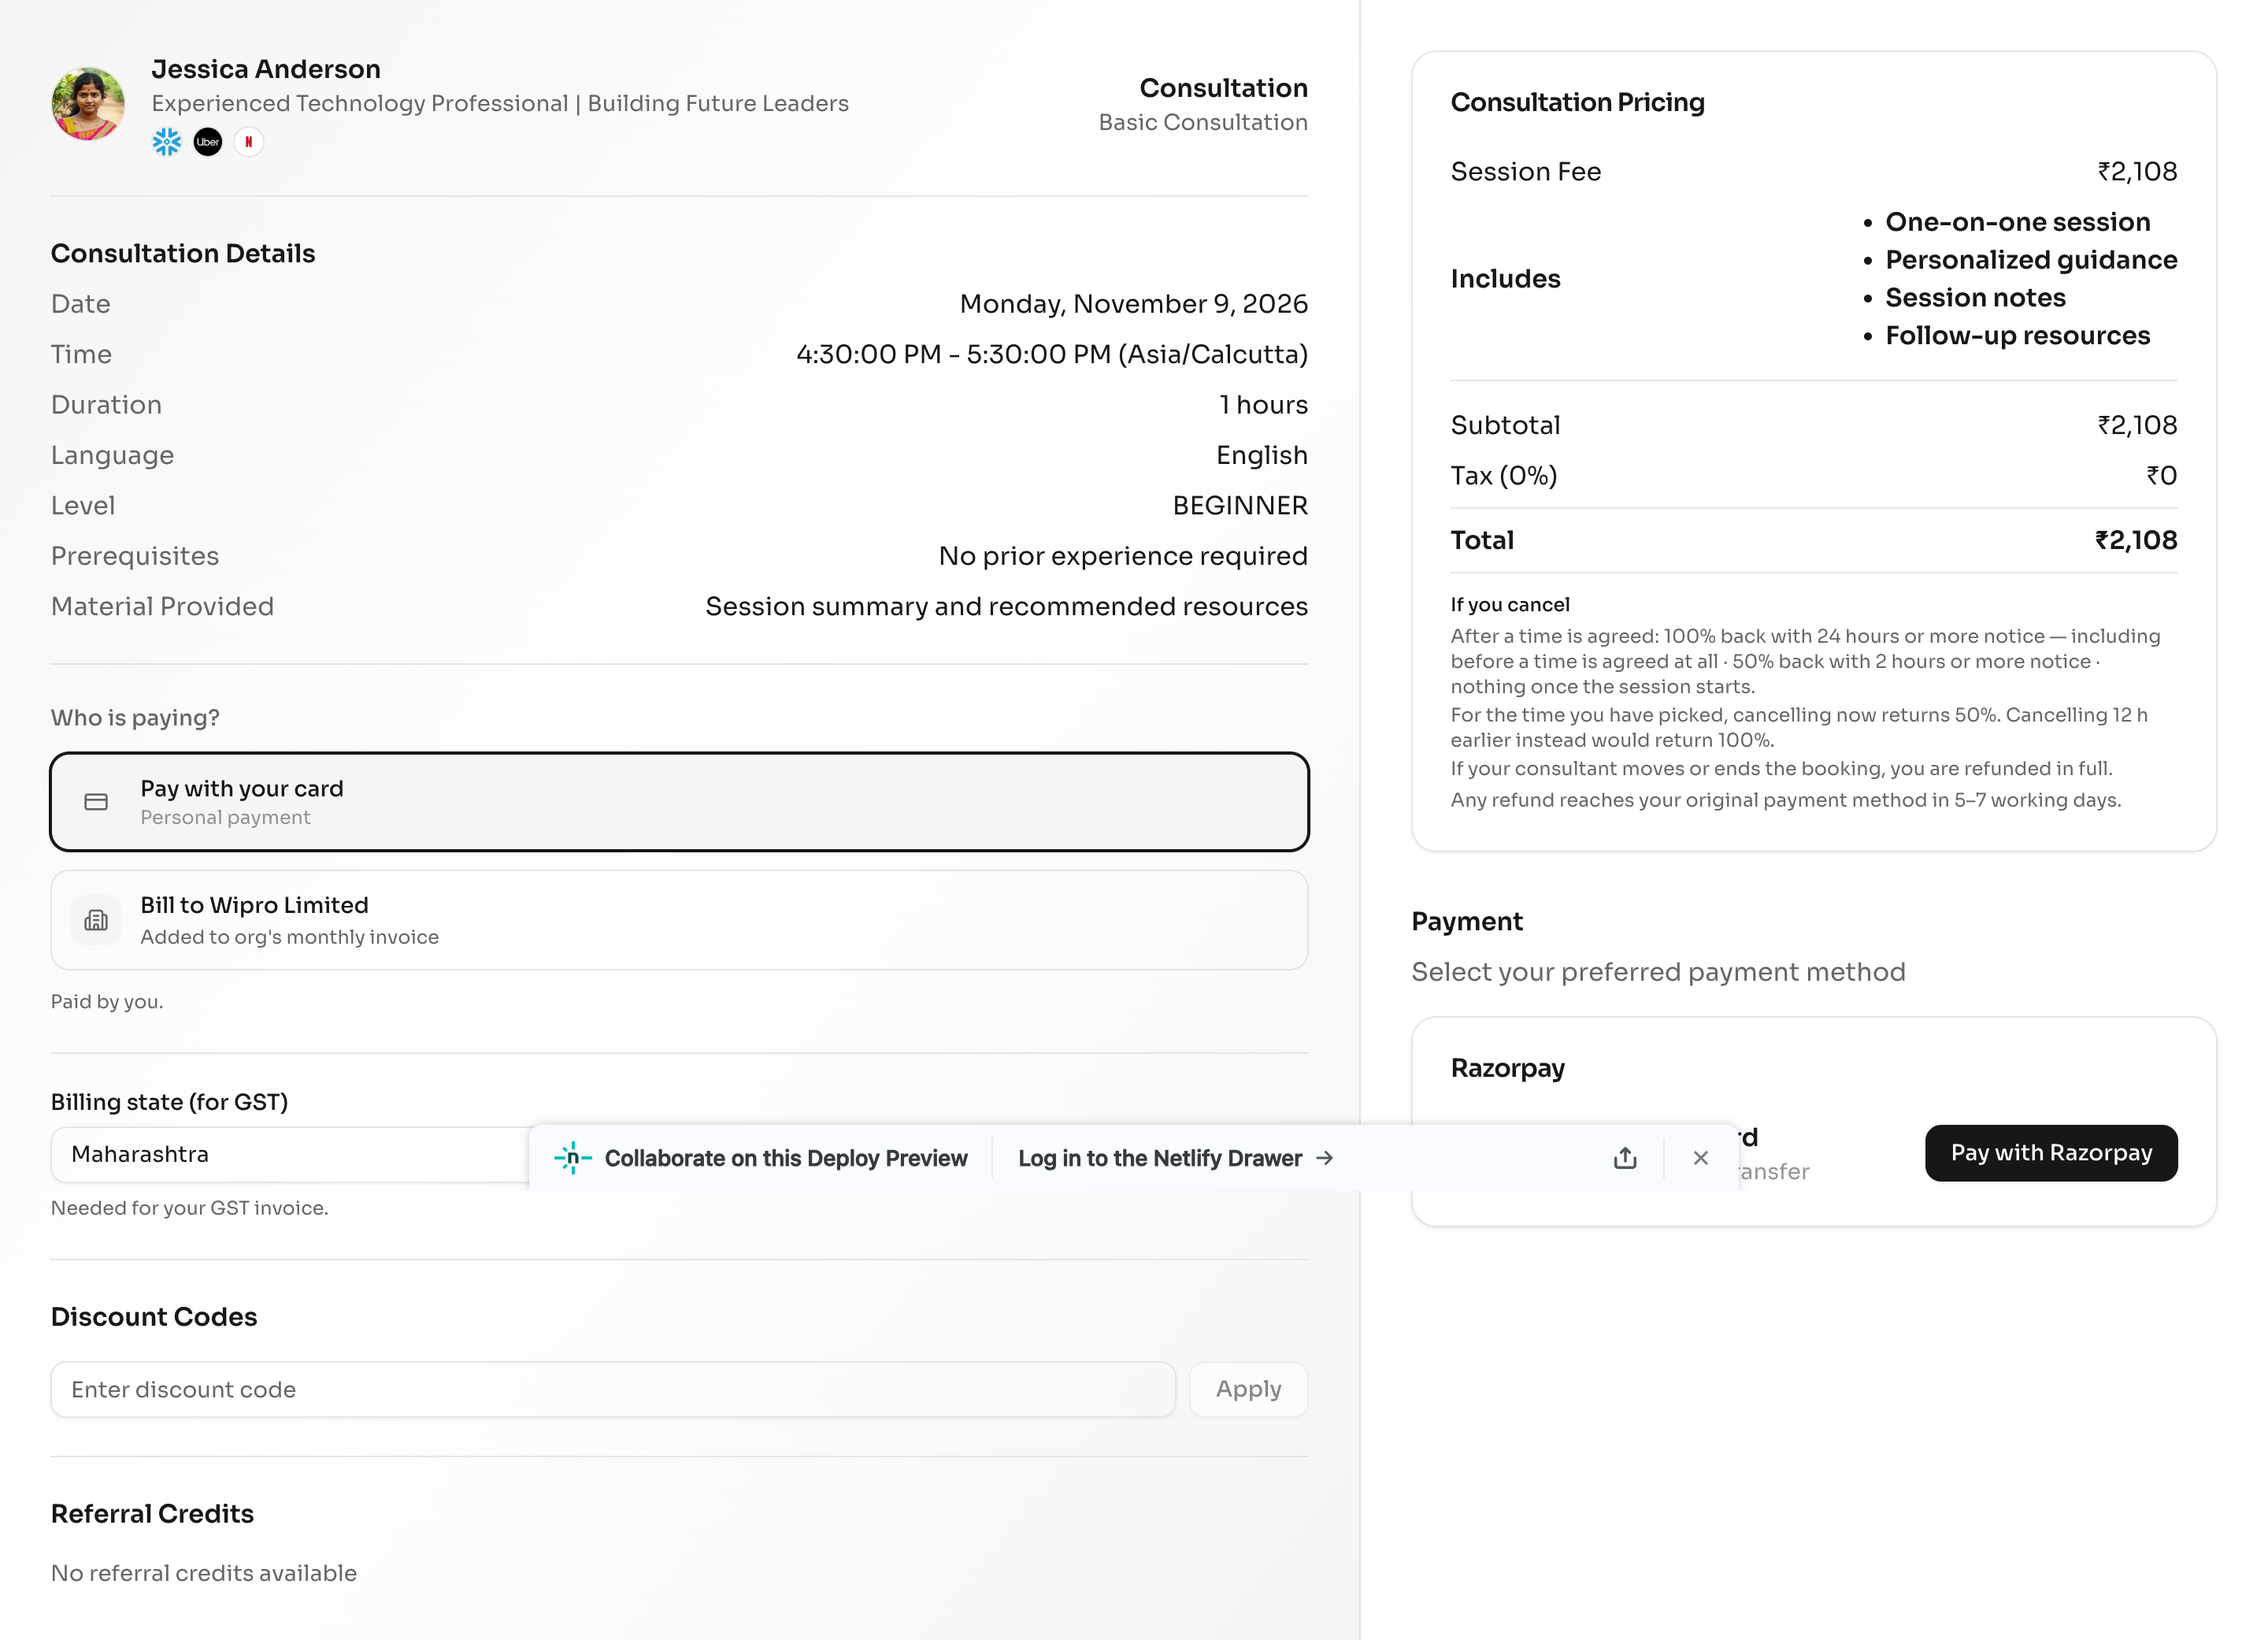 Jessica Anderson
Experienced Technology Professional | Building Future Leaders
Uber
N
Consultation
Basic Consultation
Consultation Details
Date
Monday, November 9, 2026
Time
4:30:00 PM - 5:30:00 PM (Asia/Calcutta)
Duration
1 hours
Language
English
Level
BEGINNER
Prerequisites
No prior experience required
Material Provided
Session summary and recommended resources
Who is paying?
Pay with your card
Personal payment
Bill to Wipro Limited
Added to org's monthly invoice
Paid by you.
Billing state (for GST)
Maharashtra
Needed for your GST invoice.
Discount Codes
Enter discount code
Apply
Referral Credits
No referral credits available
Consultation Pricing
Session Fee
₹2,108
Includes
• One-on-one session
• Personalized guidance
• Session notes
• Follow-up resources
Subtotal
₹2,108
Tax (0%)
₹0
Total
₹2,108
If you cancel
After a time is agreed: 100% back with 24 hours or more notice — including
before a time is agreed at all · 50% back with 2 hours or more notice ·
nothing once the session starts.
For the time you have picked, cancelling now returns 50%. Cancelling 12 h
earlier instead would return 100%.
If your consultant moves or ends the booking, you are refunded in full.
Any refund reaches your original payment method in 5–7 working days.
Payment
Select your preferred payment method
Razorpay
Pay with Razorpay
n
Collaborate on this Deploy Preview
Log in to the Netlify Drawer →